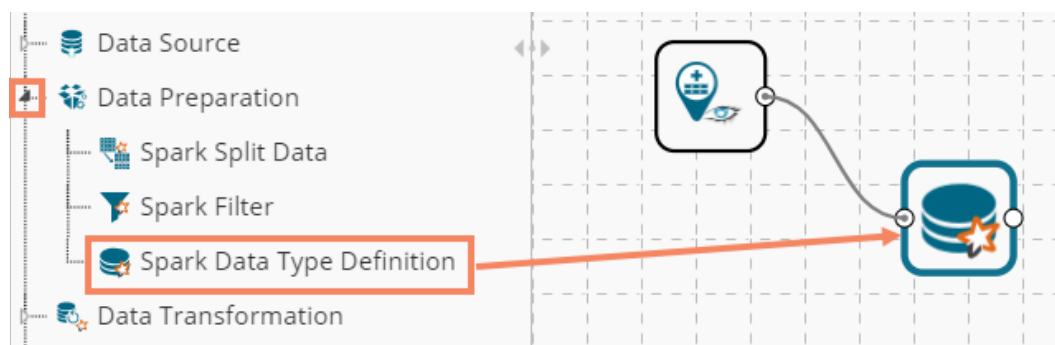 Data Source
Data Preparation
Spark Split Data
Spark Filter
Spark Data Type Definition
Data Transformation